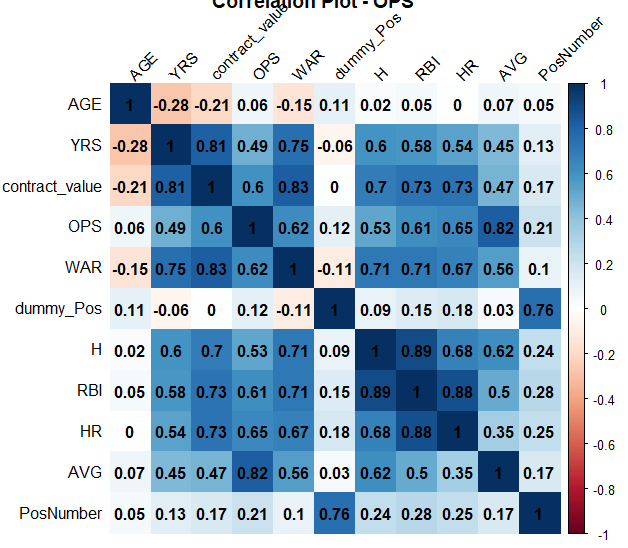 Correlation Plot - OPS
AGE YRS contract_value OPS WAR dummy_Pos H RBI HR AVG PosNumber
AGE 1 -0.28 -0.21 0.06 -0.15 0.11 0.02 0.05 0 0.07 0.05
YRS -0.28 1 0.81 0.49 0.75 -0.06 0.6 0.58 0.54 0.45 0.13
contract_value -0.21 0.81 1 0.6 0.83 0 0.7 0.73 0.73 0.47 0.17
OPS 0.06 0.49 0.6 1 0.62 0.12 0.53 0.61 0.65 0.82 0.21
WAR -0.15 0.75 0.83 0.62 1 -0.11 0.71 0.71 0.67 0.56 0.1
dummy_Pos 0.11 -0.06 0 0.12 -0.11 1 0.09 0.15 0.18 0.03 0.76
H 0.02 0.6 0.7 0.53 0.71 0.09 1 0.89 0.68 0.62 0.24
RBI 0.05 0.58 0.73 0.61 0.71 0.15 0.89 1 0.88 0.5 0.28
HR 0 0.54 0.73 0.65 0.67 0.18 0.68 0.88 1 0.35 0.25
AVG 0.07 0.45 0.47 0.82 0.56 0.03 0.62 0.5 0.35 1 0.17
PosNumber 0.05 0.13 0.17 0.21 0.1 0.76 0.24 0.28 0.25 0.17 1
1
0.8
0.6
0.4
0.2
0
-0.2
-0.4
-0.6
-0.8
-1